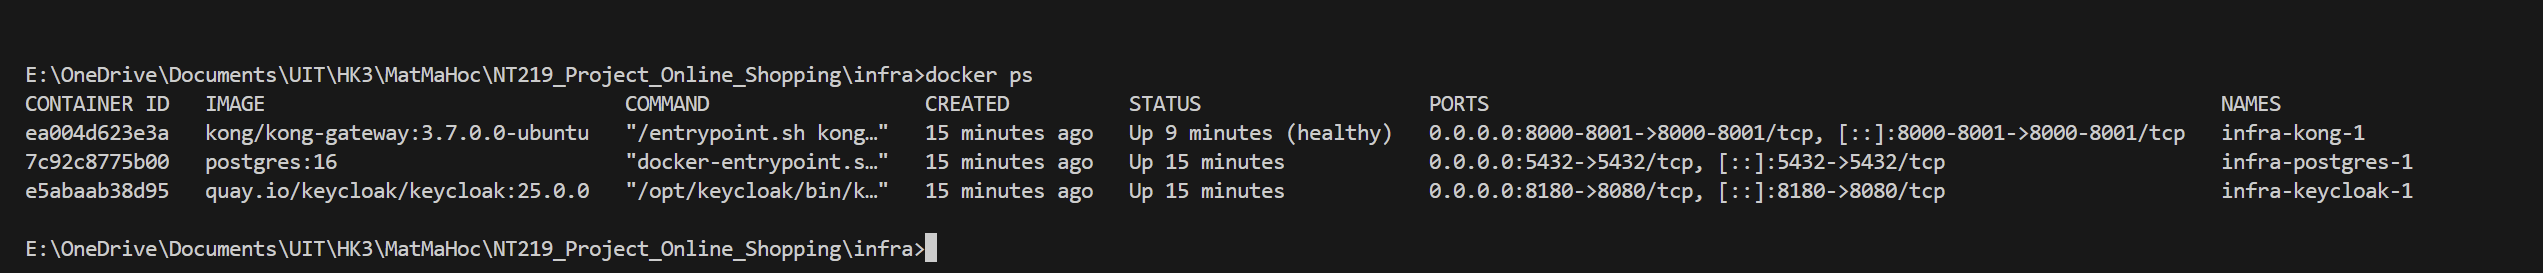 E:\OneDrive\Documents\UIT\HK3\MatMaHoc\NT219_Project_Online_Shopping\infra>docker ps
CONTAINER ID   IMAGE                              COMMAND                  CREATED          STATUS                   PORTS                                                              NAMES
ea004d623e3a   kong/kong-gateway:3.7.0.0-ubuntu   "/entrypoint.sh kong…"   15 minutes ago   Up 9 minutes (healthy)   0.0.0.0:8000-8001->8000-8001/tcp, [::]:8000-8001->8000-8001/tcp   infra-kong-1
7c92c8775b00   postgres:16                        "docker-entrypoint.s…"   15 minutes ago   Up 15 minutes            0.0.0.0:5432->5432/tcp, [::]:5432->5432/tcp                       infra-postgres-1
e5abaab38d95   quay.io/keycloak/keycloak:25.0.0   "/opt/keycloak/bin/k…"   15 minutes ago   Up 15 minutes            0.0.0.0:8180->8080/tcp, [::]:8180->8080/tcp                       infra-keycloak-1
E:\OneDrive\Documents\UIT\HK3\MatMaHoc\NT219_Project_Online_Shopping\infra>